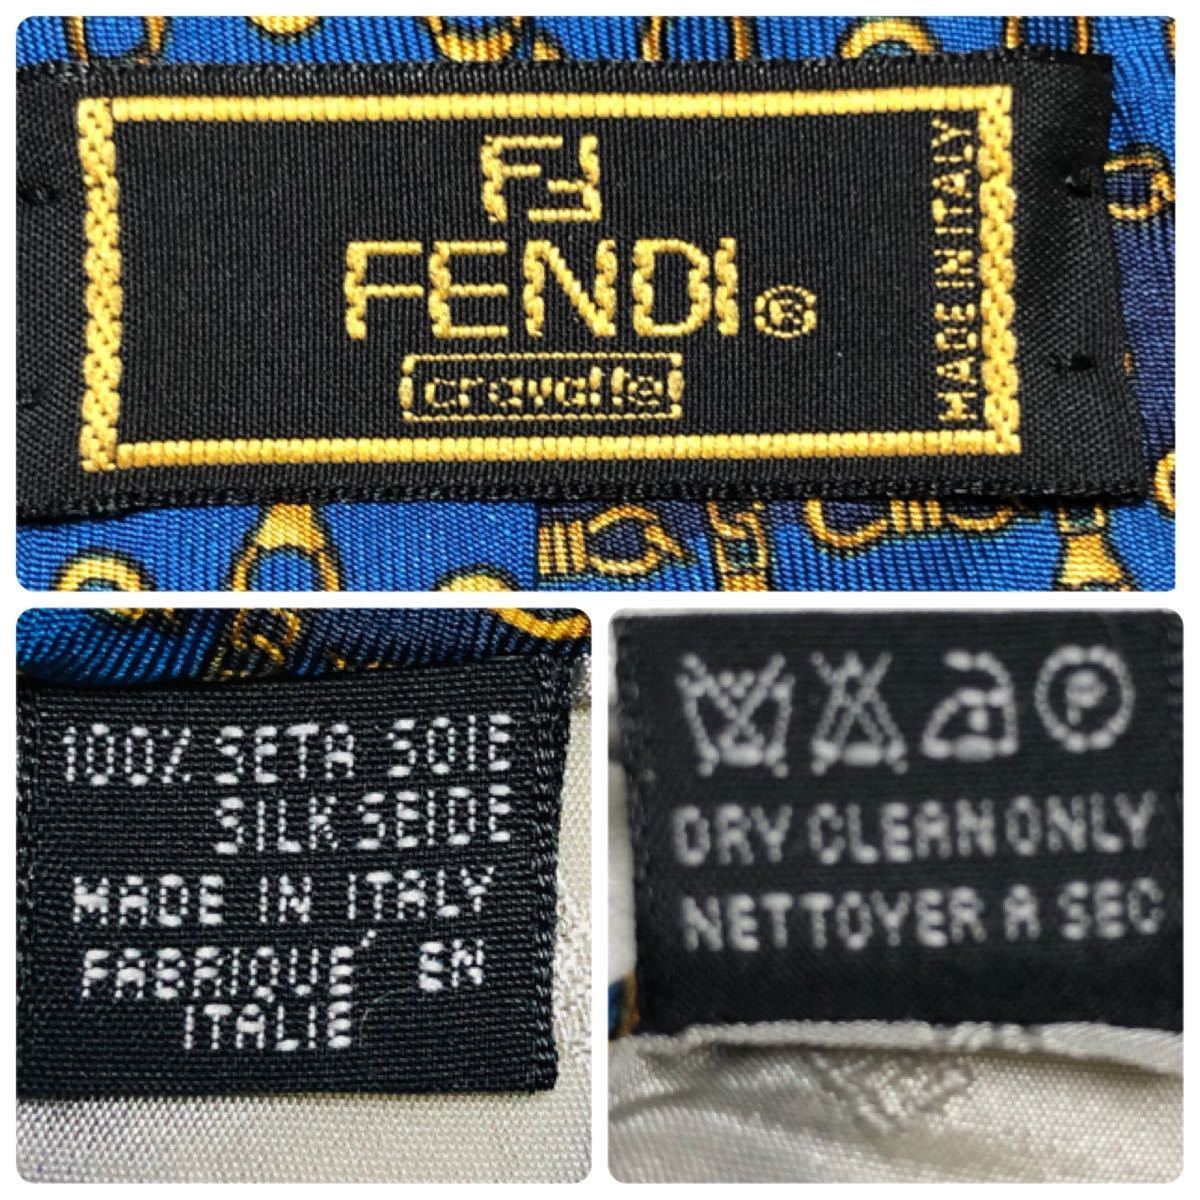 FF
FENDI®
cravatte
MADE IN ITALY
100% SETA SOIE
SILK SEIDE
MADE IN ITALY
FABRIQUÉ EN
ITALIE
P
DRY CLEAN ONLY
NETTOYER A SEC